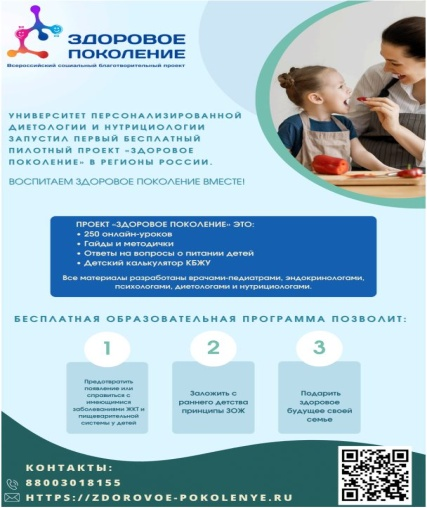 ЗДОРОВОЕ
ПОКОЛЕНИЕ
Всероссийский социальный благотворительный проект
УНИВЕРСИТЕТ ПЕРСОНАЛИЗИРОВАННОЙ
ДИЕТОЛОГИИ И НУТРИЦИОЛОГИИ
ЗАПУСТИЛ ПЕРВЫЙ БЕСПЛАТНЫЙ
ПИЛОТНЫЙ ПРОЕКТ «ЗДОРОВОЕ
ПОКОЛЕНИЕ» В РЕГИОНЫ РОССИИ.
ВОСПИТАЕМ ЗДОРОВОЕ ПОКОЛЕНИЕ ВМЕСТЕ!
ПРОЕКТ «ЗДОРОВОЕ ПОКОЛЕНИЕ» ЭТО:
• 250 онлайн-уроков
• Гайды и методички
• Ответы на вопросы о питании детей
• Детский калькулятор КБЖУ
Все материалы разработаны врачами-педиатрами, эндокринологами,
психологами, диетологами и нутрициологами.
БЕСПЛАТНАЯ ОБРАЗОВАТЕЛЬНАЯ ПРОГРАММА ПОЗВОЛИТ:
1
Предотвратить
появление или
справиться с
имеющимися
заболеваниями ЖКТ и
пищеварительной
системы у детей
2
Заложить с
раннего детства
принципы ЗОЖ
3
Подарить
здоровое
будущее своей
семье
КОНТАКТЫ:
88003018155
HTTPS://ZDOROVOE-POKOLENYE.RU